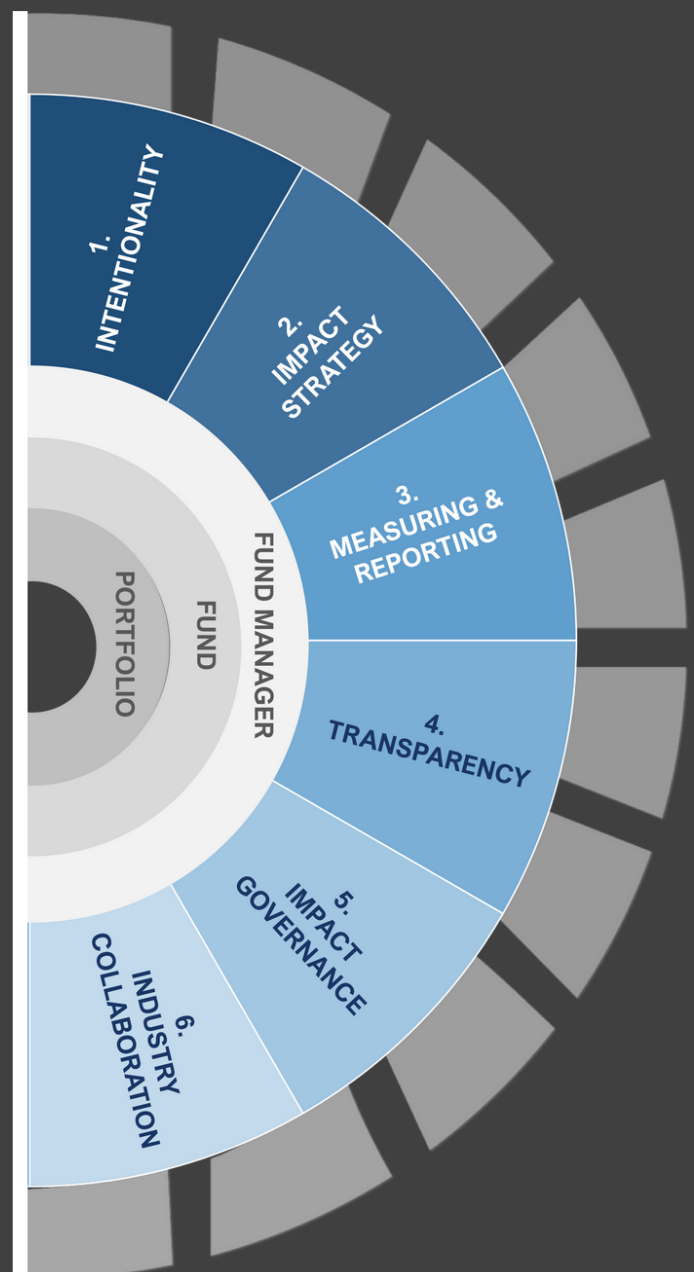 1.
INTENTIONALITY
2.
IMPACT
STRATEGY
3.
MEASURING &
REPORTING
4.
TRANSPARENCY
5.
IMPACT
GOVERNANCE
6.
INDUSTRY
COLLABORATION
FUND MANAGER
FUND
PORTFOLIO